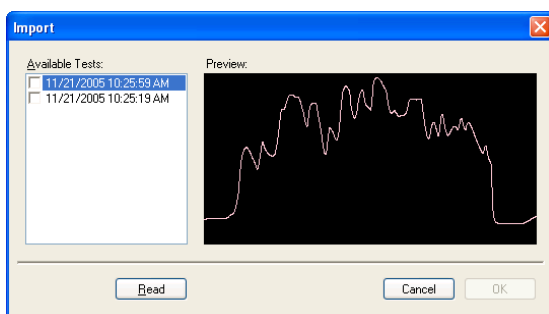 Import
Available Tests: Preview:
11/21/2005 10:25:59 AM
11/21/2005 10:25:19 AM
Read Cancel OK